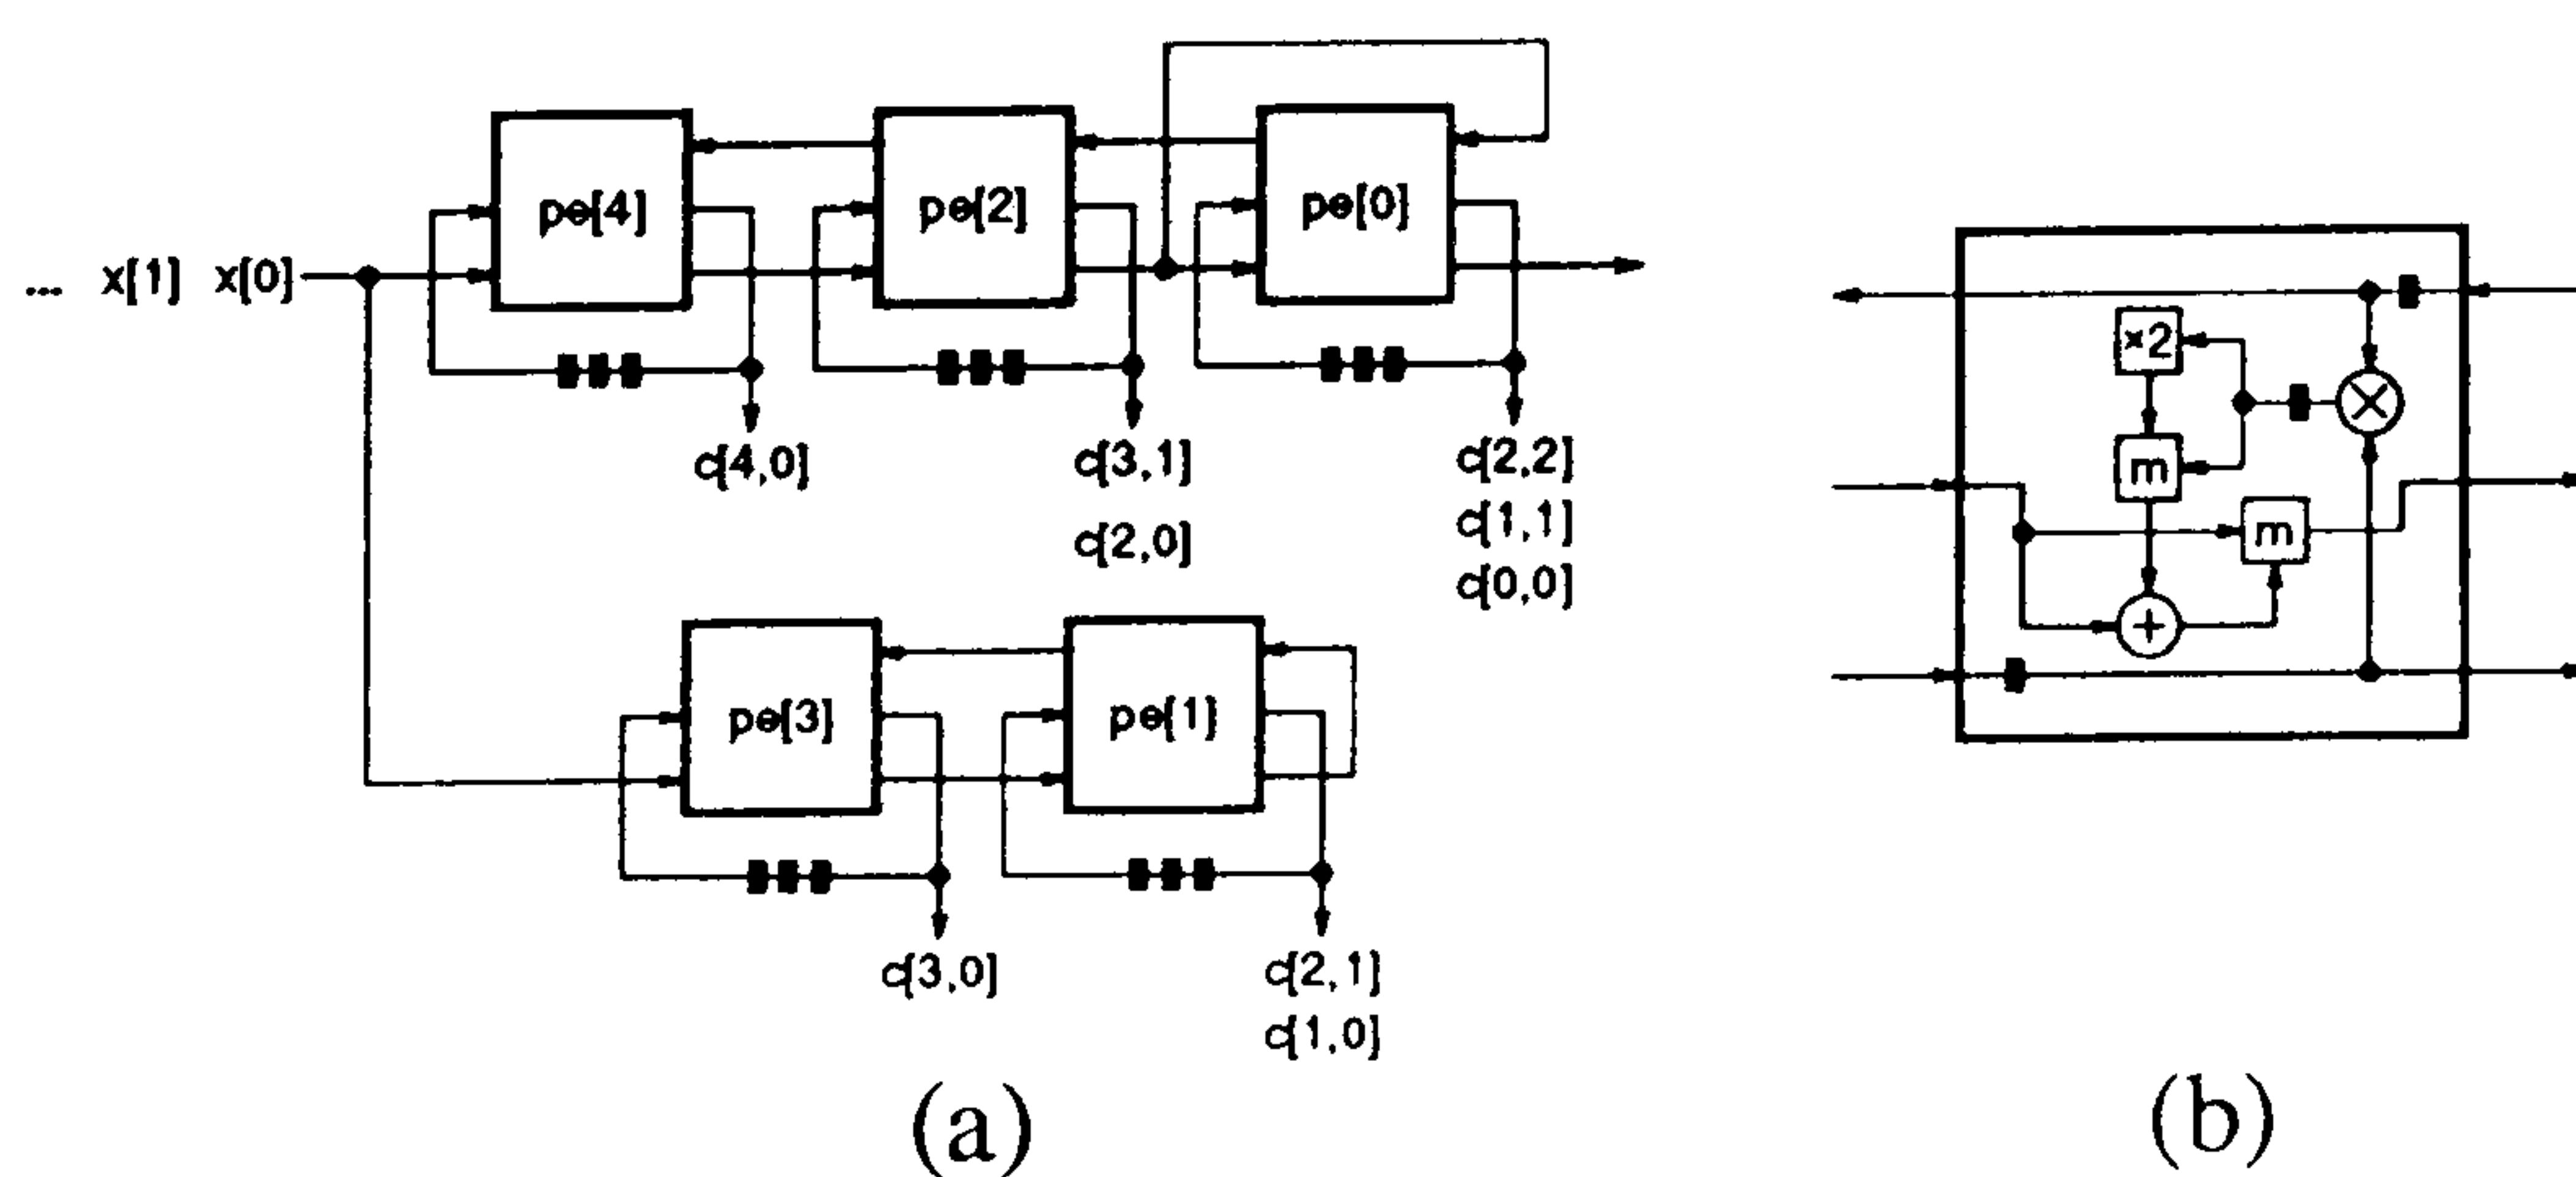 pe[4] pe[2] pe[0]
... x[1] x[0]
c[4,0] c[3,1] c[2,2]
c[2,0] c[1,1]
c[0,0]
pe[3] pe[1]
c[3,0] c[2,1]
c[1,0]
(a)
×2
m
m
(b)